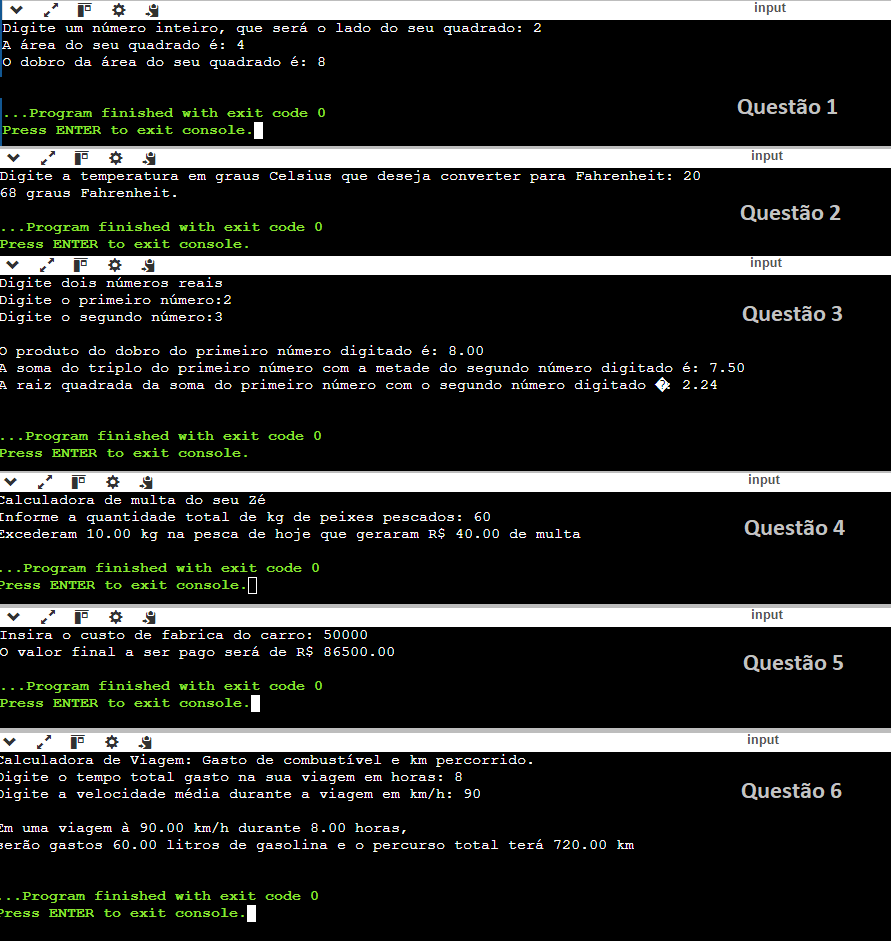 input
Digite um número inteiro, que será o lado do seu quadrado: 2
A área do seu quadrado é: 4
O dobro da área do seu quadrado é: 8
...Program finished with exit code 0
Press ENTER to exit console.
Questão 1
input
Digite a temperatura em graus Celsius que deseja converter para Fahrenheit: 20
68 graus Fahrenheit.
...Program finished with exit code 0
Press ENTER to exit console.
Questão 2
input
Digite dois números reais
Digite o primeiro número:2
Digite o segundo número:3
O produto do dobro do primeiro número digitado é: 8.00
A soma do triplo do primeiro número com a metade do segundo número digitado é: 7.50
A raiz quadrada da soma do primeiro número com o segundo número digitado �: 2.24
...Program finished with exit code 0
Press ENTER to exit console.
Questão 3
input
Calculadora de multa do seu Zé
Informe a quantidade total de kg de peixes pescados: 60
Excederam 10.00 kg na pesca de hoje que geraram R$ 40.00 de multa
...Program finished with exit code 0
Press ENTER to exit console.
Questão 4
input
Insira o custo de fabrica do carro: 50000
O valor final a ser pago será de R$ 86500.00
...Program finished with exit code 0
Press ENTER to exit console.
Questão 5
input
Calculadora de Viagem: Gasto de combustível e km percorrido.
Digite o tempo total gasto na sua viagem em horas: 8
Digite a velocidade média durante a viagem em km/h: 90
Em uma viagem à 90.00 km/h durante 8.00 horas,
serão gastos 60.00 litros de gasolina e o percurso total terá 720.00 km
...Program finished with exit code 0
Press ENTER to exit console.
Questão 6